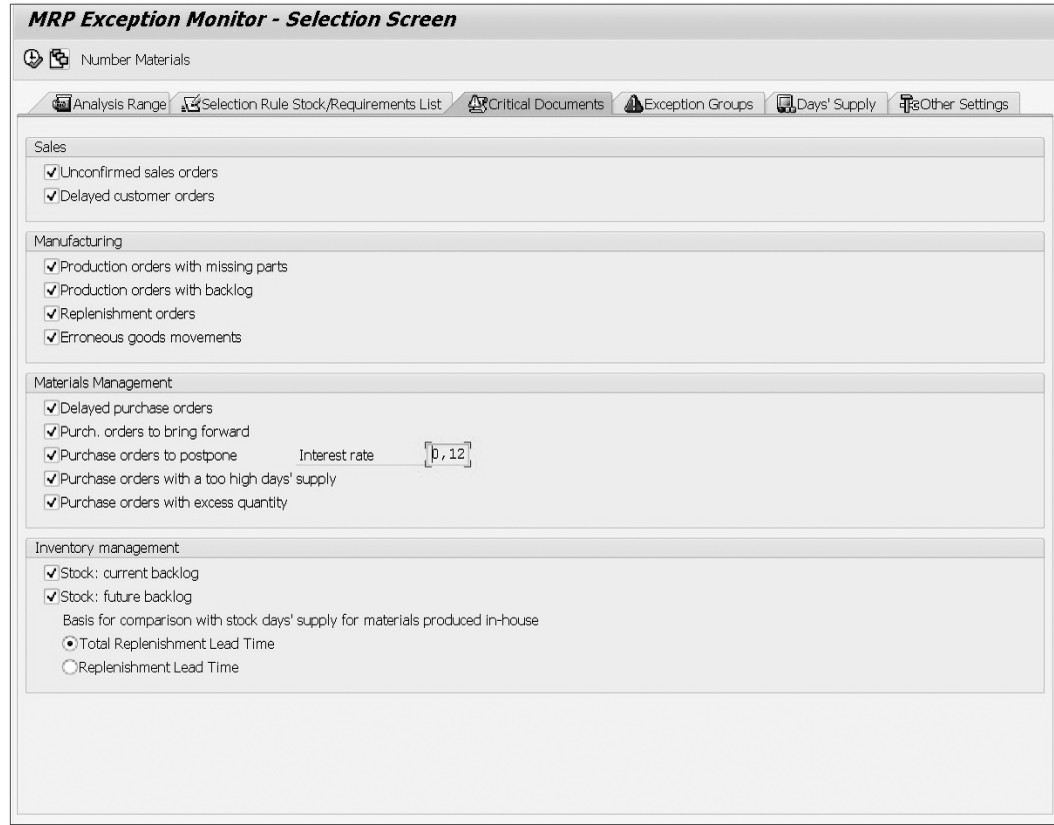 MRP Exception Monitor - Selection Screen
Number Materials
Analysis Range Selection Rule Stock/Requirements List Critical Documents Exception Groups Days' Supply Other Settings
Sales
Unconfirmed sales orders
Delayed customer orders
Manufacturing
Production orders with missing parts
Production orders with backlog
Replenishment orders
Erroneous goods movements
Materials Management
Delayed purchase orders
Purch. orders to bring forward
Purchase orders to postpone Interest rate 0,12
Purchase orders with a too high days' supply
Purchase orders with excess quantity
Inventory management
Stock: current backlog
Stock: future backlog
Basis for comparison with stock days' supply for materials produced in-house
Total Replenishment Lead Time
Replenishment Lead Time